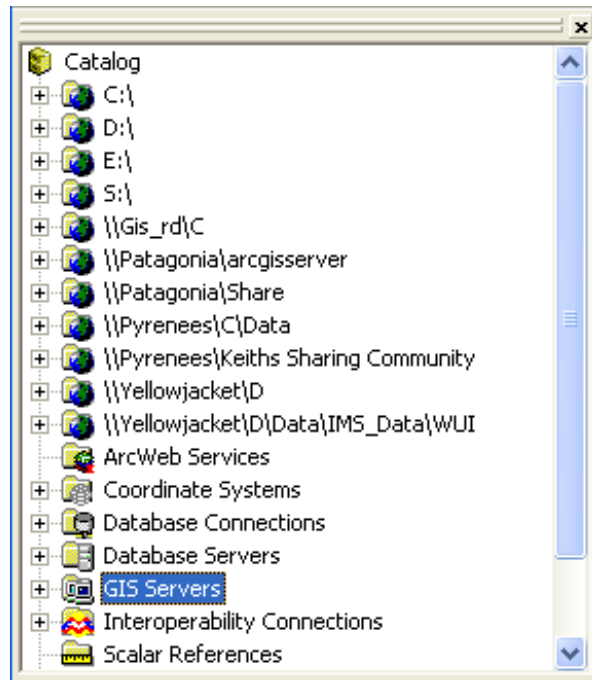 Catalog
C:\
D:\
E:\
S:\
\\Gis_rd\C
\\Patagonia\arcgisserver
\\Patagonia\Share
\\Pyrenees\C\Data
\\Pyrenees\Keiths Sharing Community
\\Yellowjacket\D
\\Yellowjacket\D\Data\IMS_Data\WUI
ArcWeb Services
Coordinate Systems
Database Connections
Database Servers
GIS Servers
Interoperability Connections
Scalar References